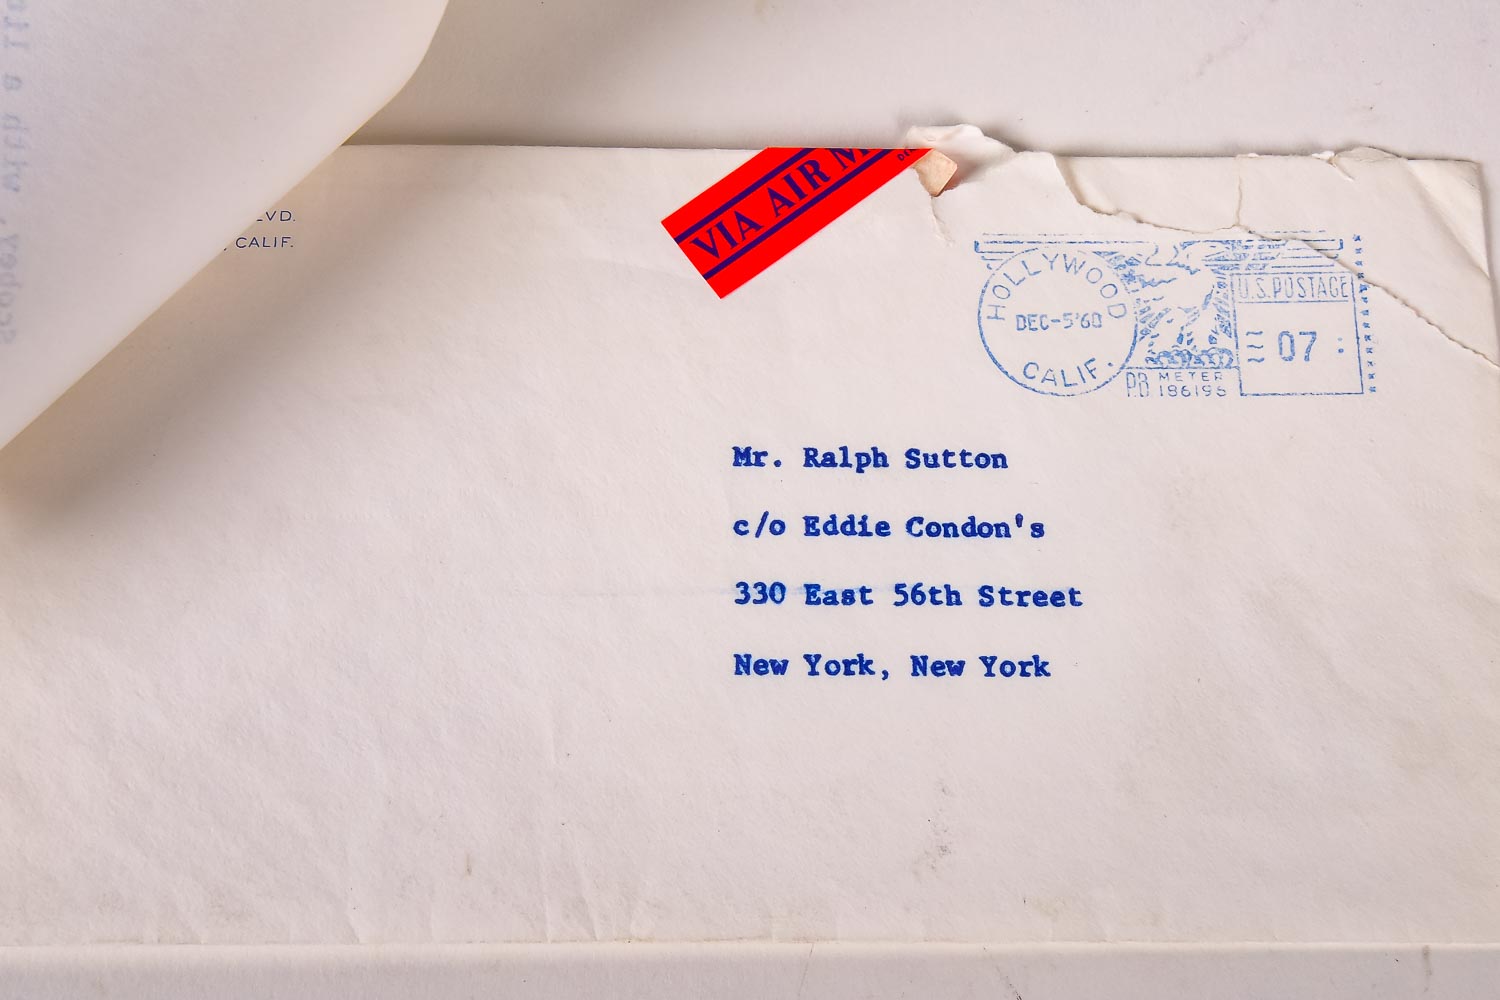 LVD.
, CALIF.
VIA AIR M
HOLLYWOOD
DEC-5'60
CALIF.
U.S.POSTAGE
07
P.B METER
186195
Mr. Ralph Sutton
c/o Eddie Condon's
330 East 56th Street
New York, New York